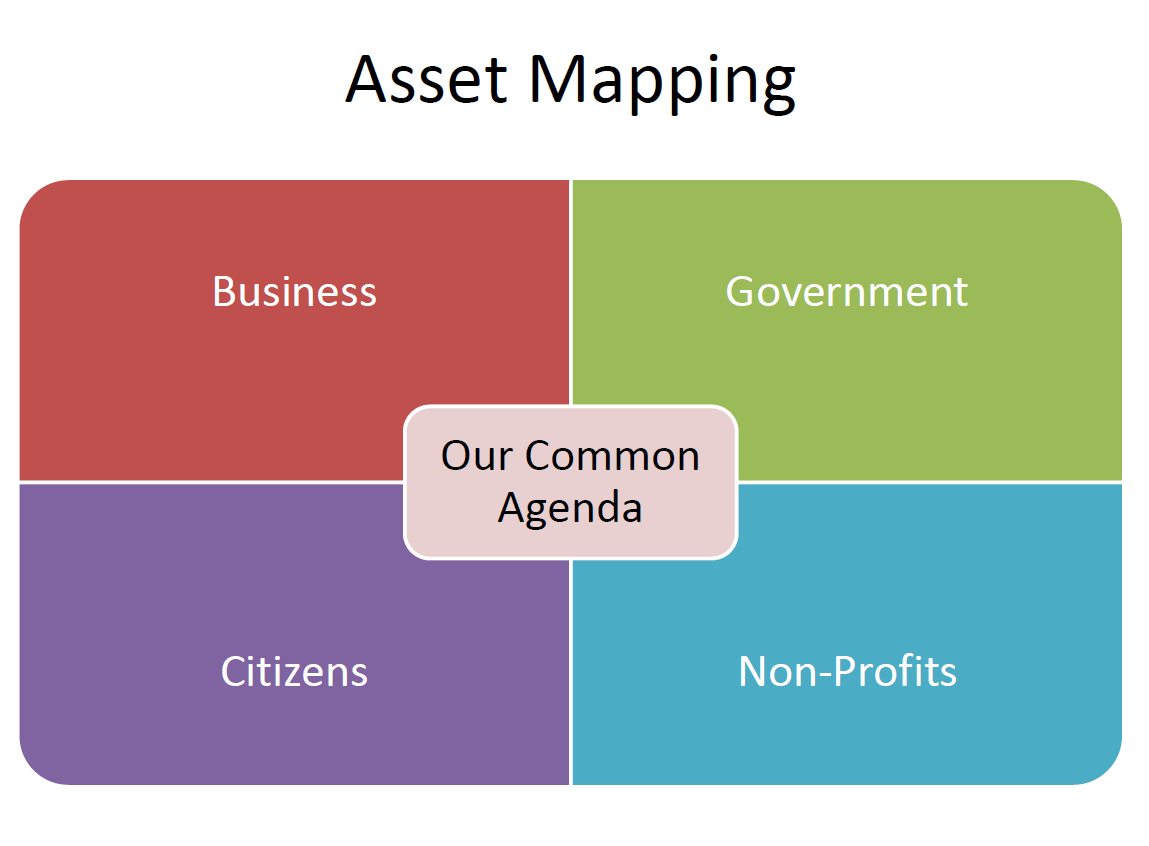 Asset Mapping
Business
Government
Our Common
Agenda
Citizens
Non-Profits